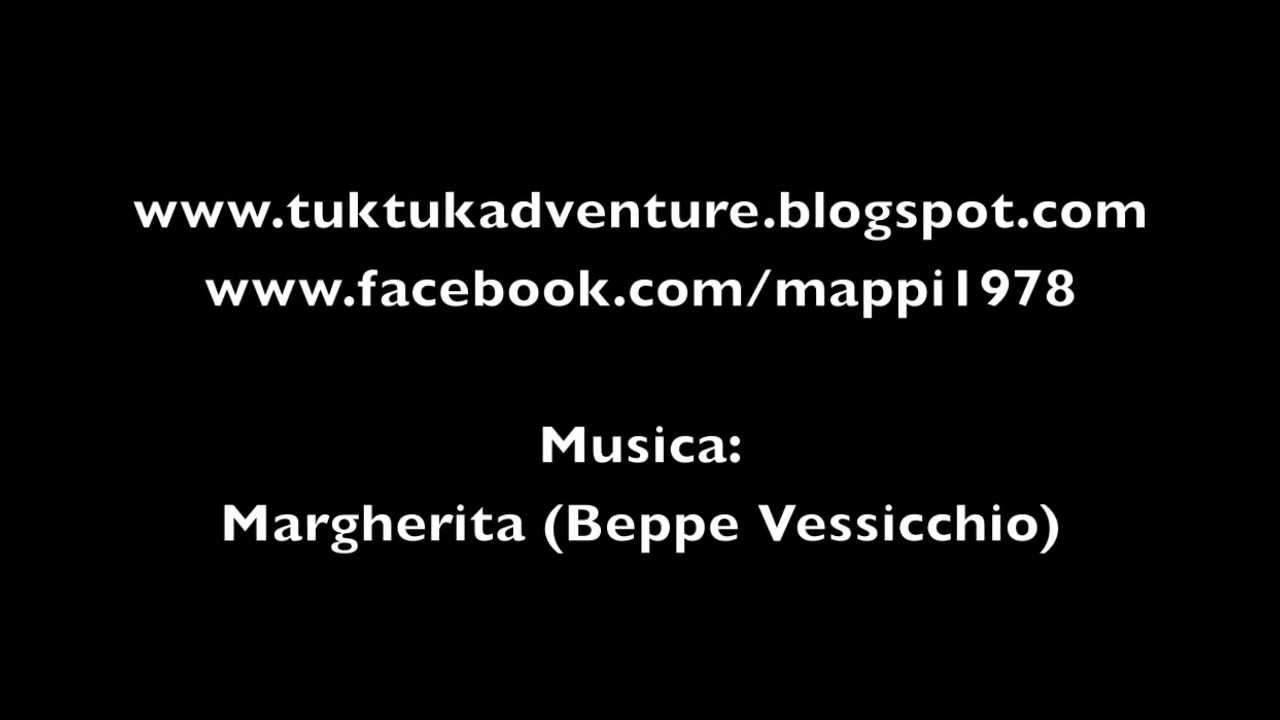 www.tuktukadventure.blogspot.com
www.facebook.com/mappi1978
Musica:
Margherita (Beppe Vessicchio)